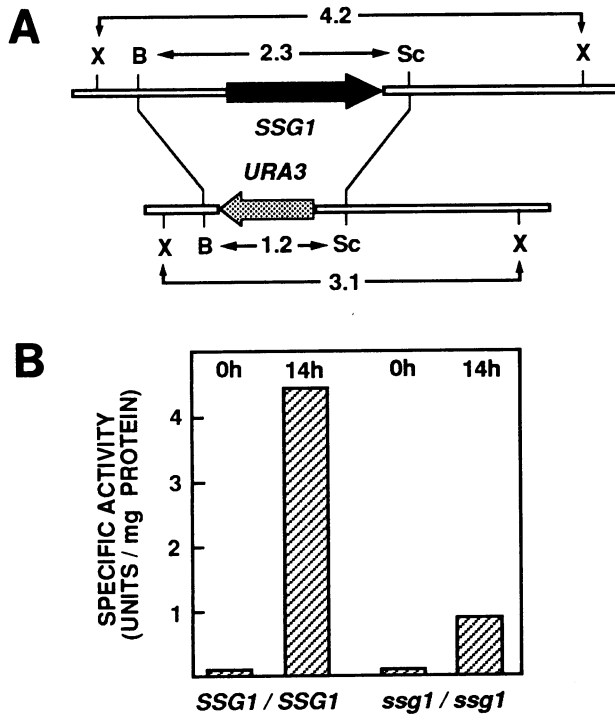 A
4.2
X B 2.3 Sc X
SSG1
URA3
X B 1.2 Sc X
3.1
B
0h 14h 0h 14h
SPECIFIC ACTIVITY
(UNITS / mg PROTEIN)
4
3
2
1
SSG1 / SSG1 ssg1 / ssg1